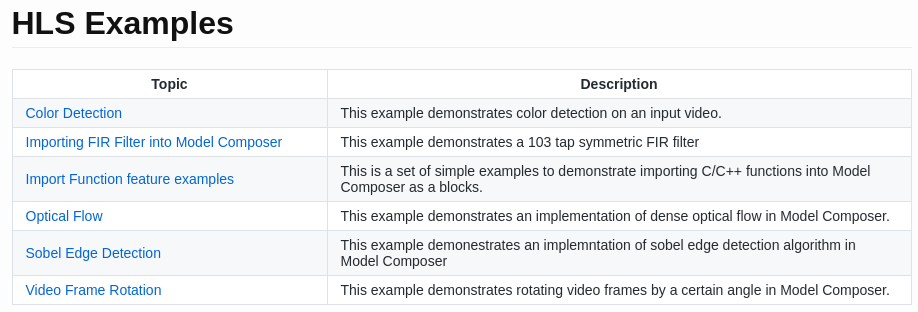 HLS Examples
Topic Description
Color Detection This example demonstrates color detection on an input video.
Importing FIR Filter into Model Composer This example demonstrates a 103 tap symmetric FIR filter
Import Function feature examples This is a set of simple examples to demonstrate importing C/C++ functions into Model
Composer as a blocks.
Optical Flow This example demonstrates an implementation of dense optical flow in Model Composer.
Sobel Edge Detection This example demonestrates an implemntation of sobel edge detection algorithm in
Model Composer
Video Frame Rotation This example demonstrates rotating video frames by a certain angle in Model Composer.